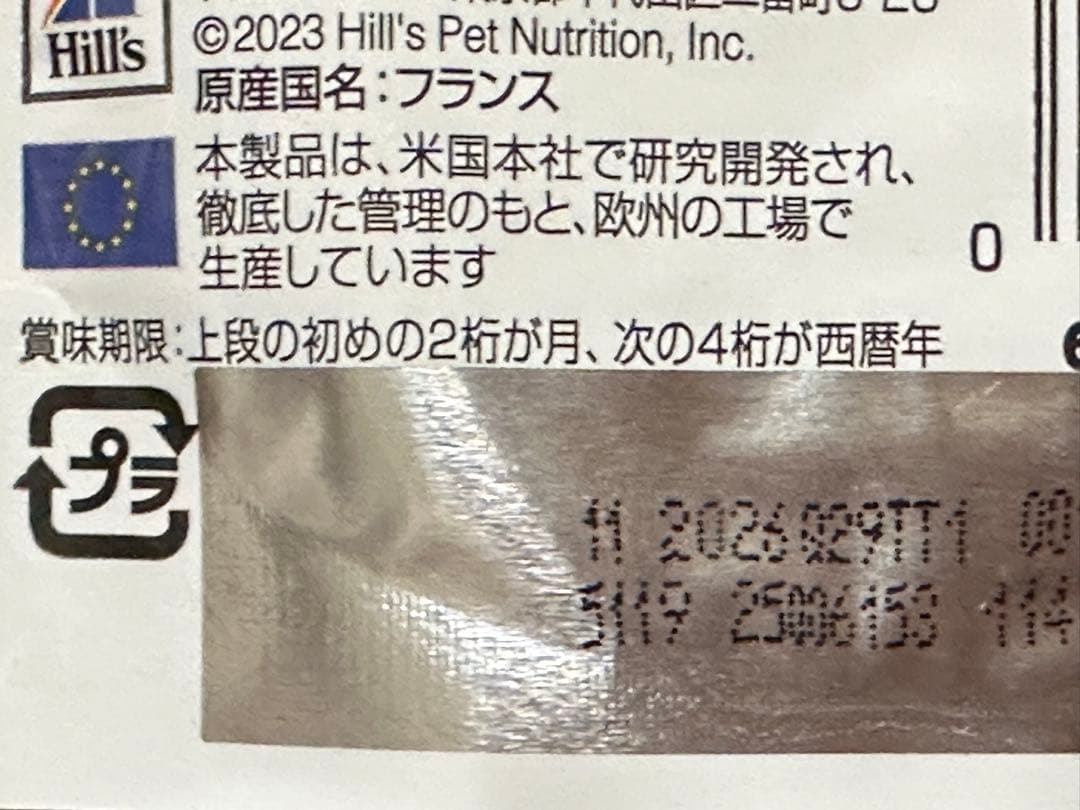 Hill's
©2023 Hill's Pet Nutrition, Inc.
原産国名：フランス
本製品は、米国本社で研究開発され、
徹底した管理のもと、欧州の工場で
生産しています
0
賞味期限：上段の初めの2桁が月、次の4桁が西暦年
プラ
11 2026